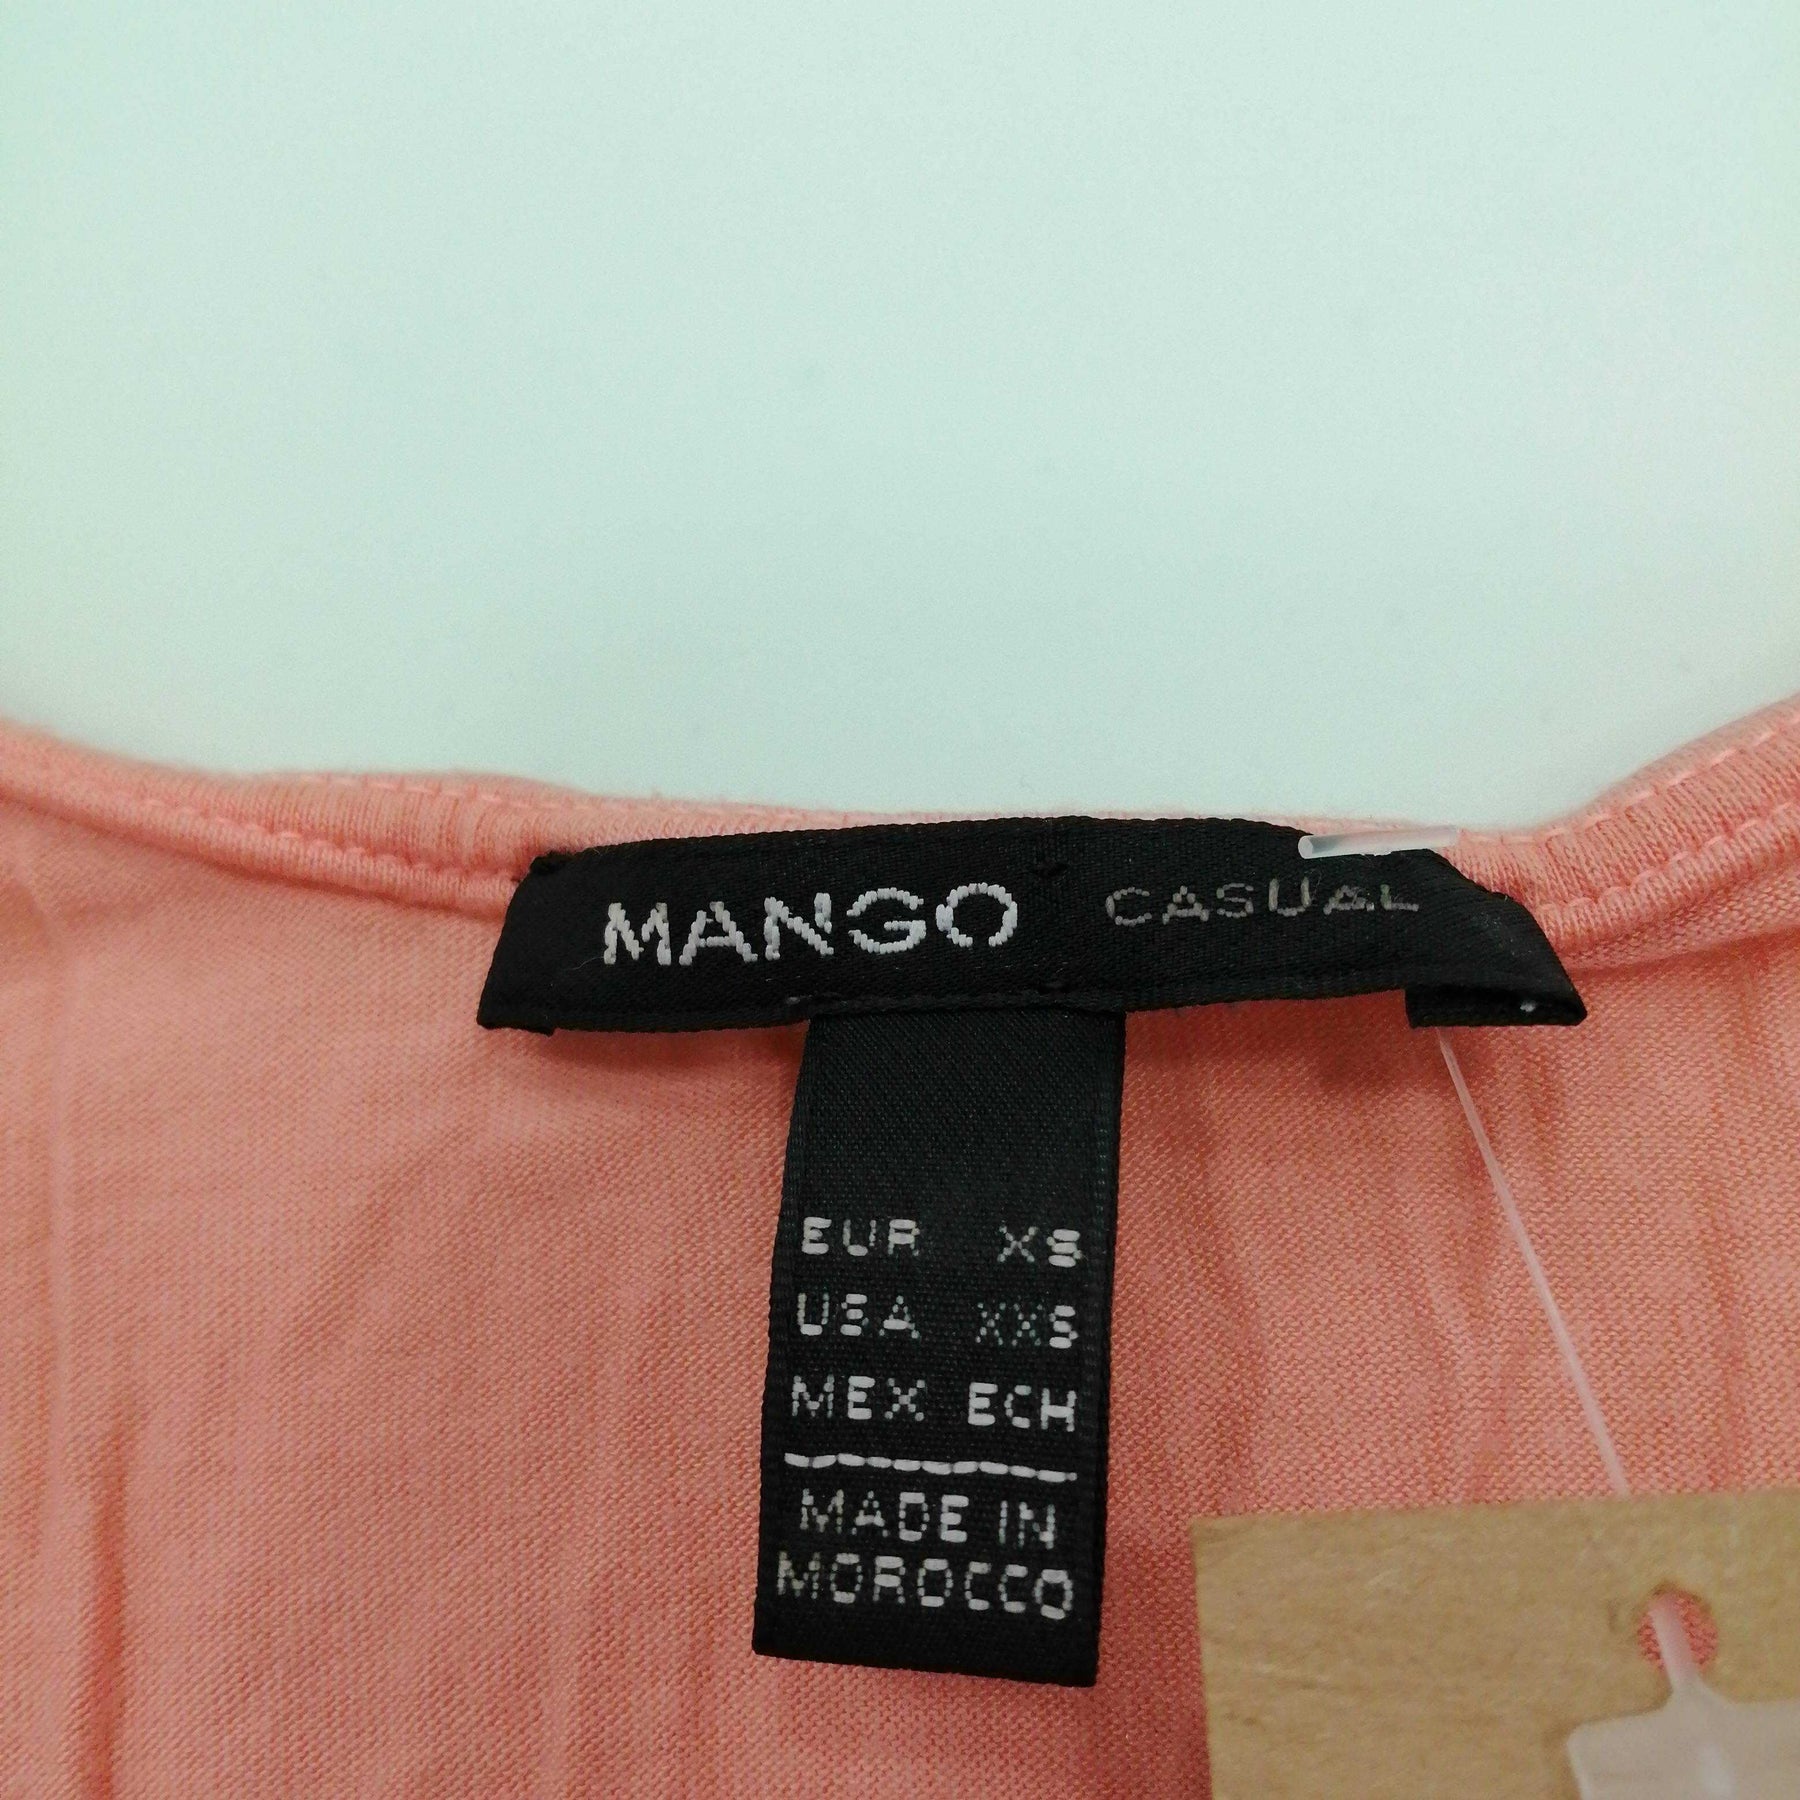 MANGO CASUAL
EUR XS
USA XXS
MEX ECH
MADE IN
MOROCCO